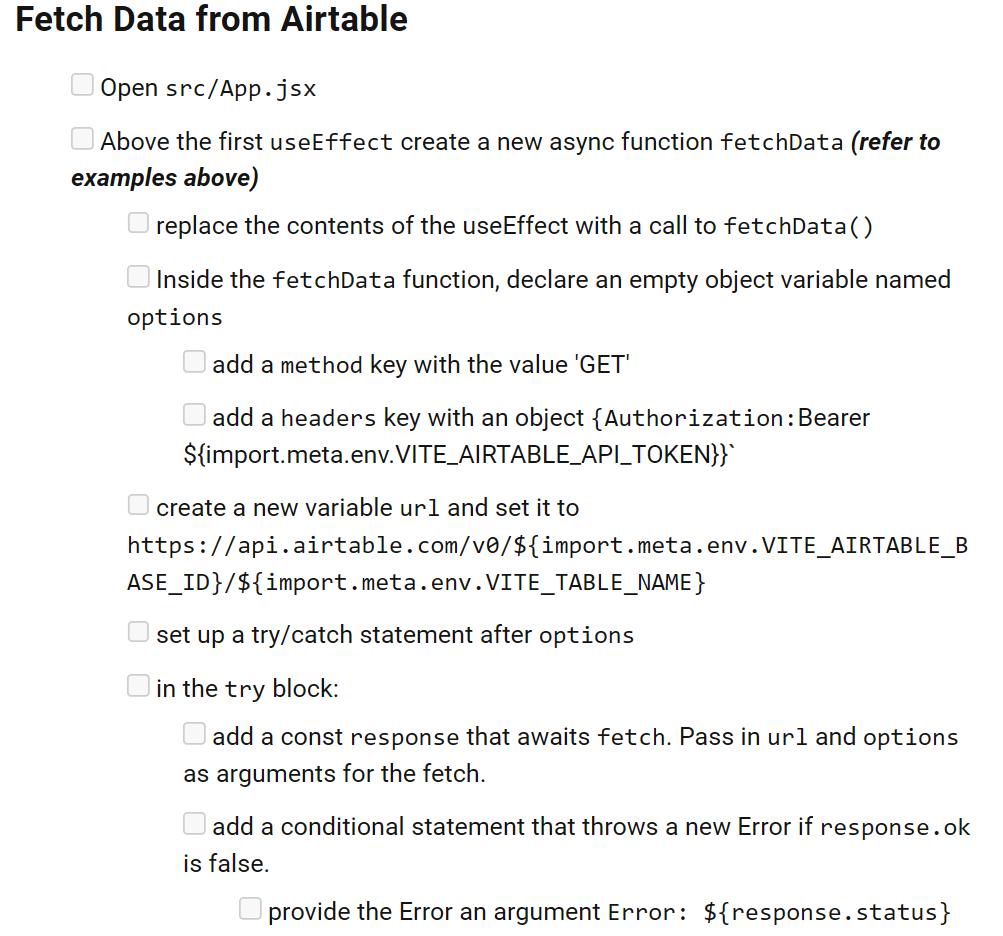 Fetch Data from Airtable
Open src/App.jsx
Above the first useEffect create a new async function fetchData (refer to
examples above)
replace the contents of the useEffect with a call to fetchData()
Inside the fetchData function, declare an empty object variable named
options
add a method key with the value 'GET'
add a headers key with an object {Authorization:Bearer
${import.meta.env.VITE_AIRTABLE_API_TOKEN}}`
create a new variable url and set it to
https://api.airtable.com/v0/${import.meta.env.VITE_AIRTABLE_B
ASE_ID}/${import.meta.env.VITE_TABLE_NAME}
set up a try/catch statement after options
in the try block:
add a const response that awaits fetch. Pass in url and options
as arguments for the fetch.
add a conditional statement that throws a new Error if response.ok
is false.
provide the Error an argument Error: ${response.status}